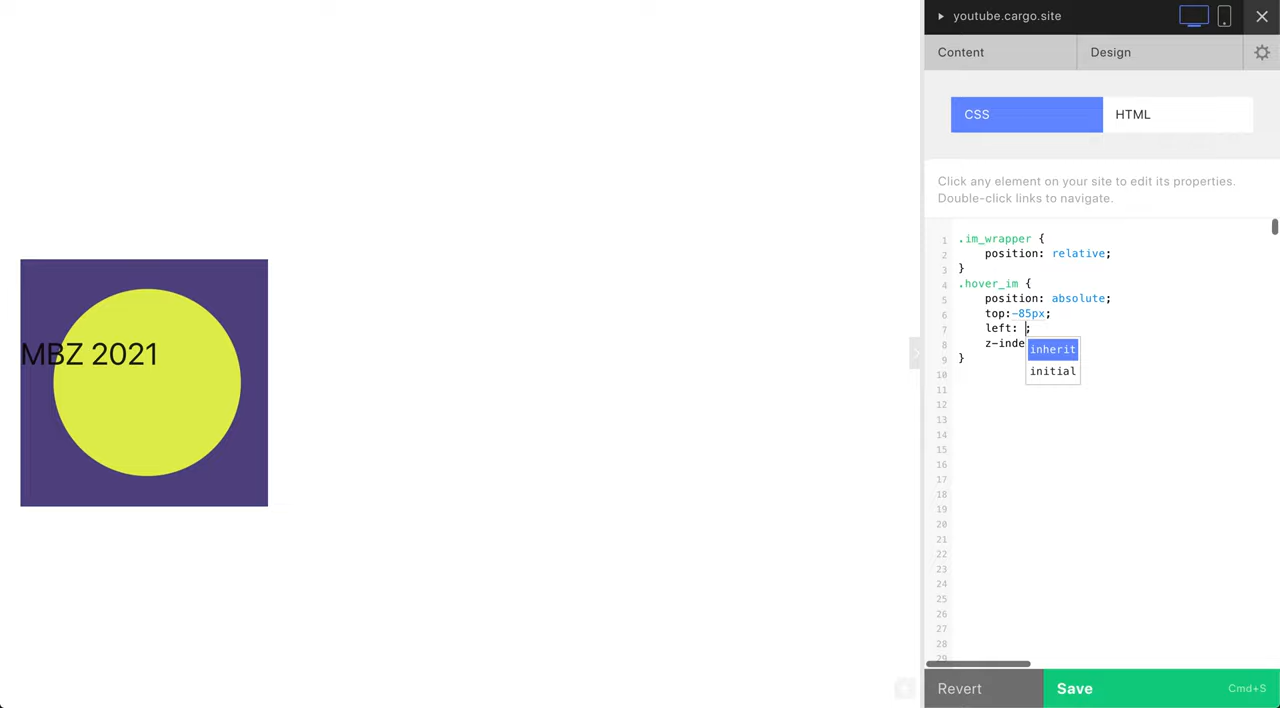 youtube.cargo.site
Content
Design
CSS
HTML
Click any element on your site to edit its properties.
Double-click links to navigate.
1 .im_wrapper {
2 position: relative;
3 }
4 .hover_im {
5 position: absolute;
6 top:-85px;
7 left: ;
8 z-inde
9 }
10
11
12
13
14
15
16
17
18
19
20
21
22
23
24
25
26
27
28
29
inherit
initial
MBZ 2021
Revert
Save
Cmd+S